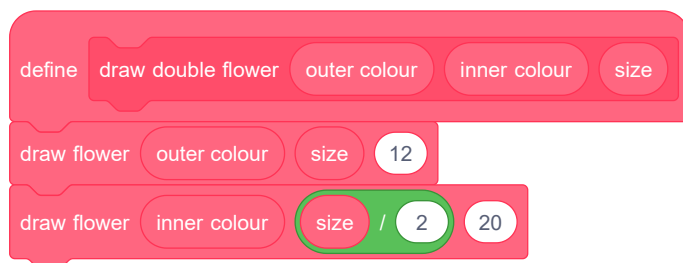 define draw double flower outer colour inner colour size
draw flower outer colour size 12
draw flower inner colour size / 2 20